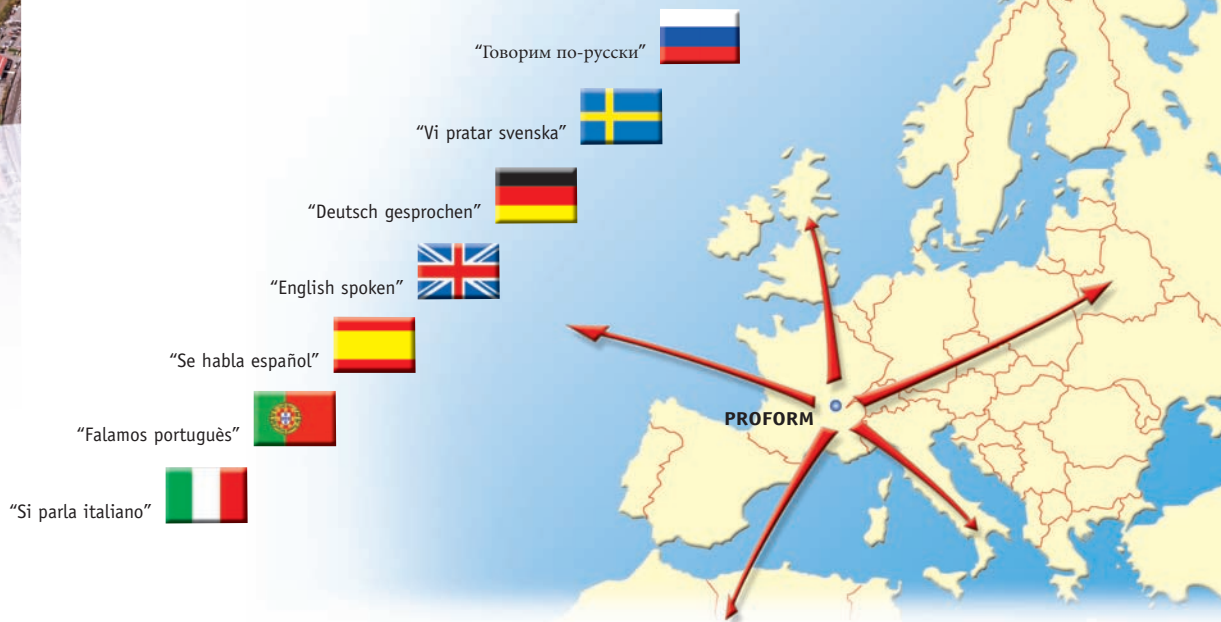 “Говорим по-русски”
“Vi pratar svenska”
“Deutsch gesprochen”
“English spoken”
“Se habla español”
PROFORM
“Falamos portuguès”
“Si parla italiano”